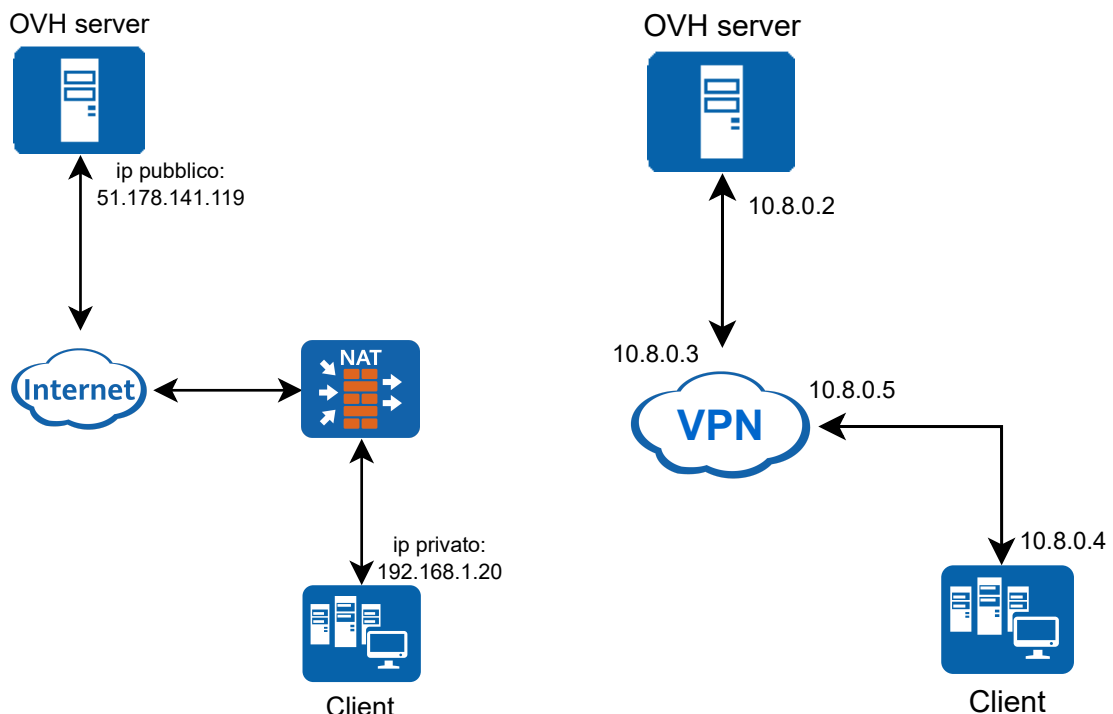 OVH server
ip pubblico:
51.178.141.119
Internet
NAT
ip privato:
192.168.1.20
Client
OVH server
10.8.0.2
10.8.0.3
VPN
10.8.0.5
10.8.0.4
Client